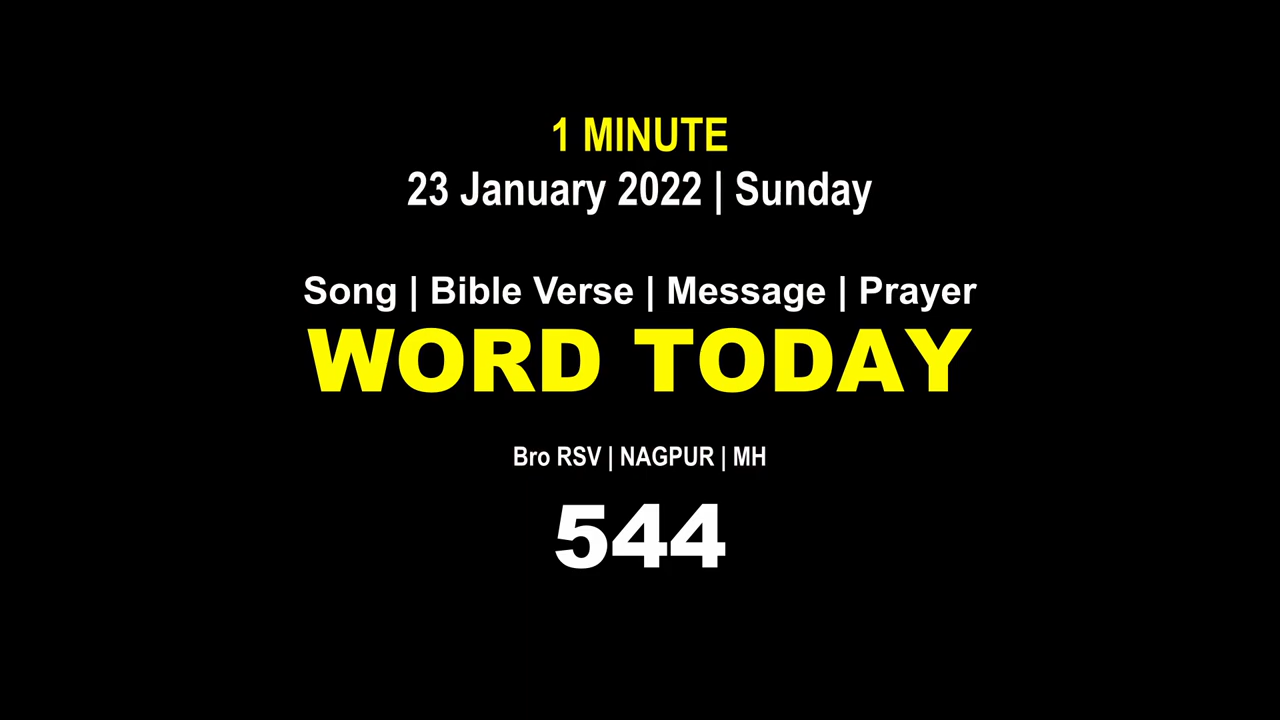 1 MINUTE
23 January 2022 | Sunday
Song | Bible Verse | Message | Prayer
WORD TODAY
Bro RSV | NAGPUR | MH
544